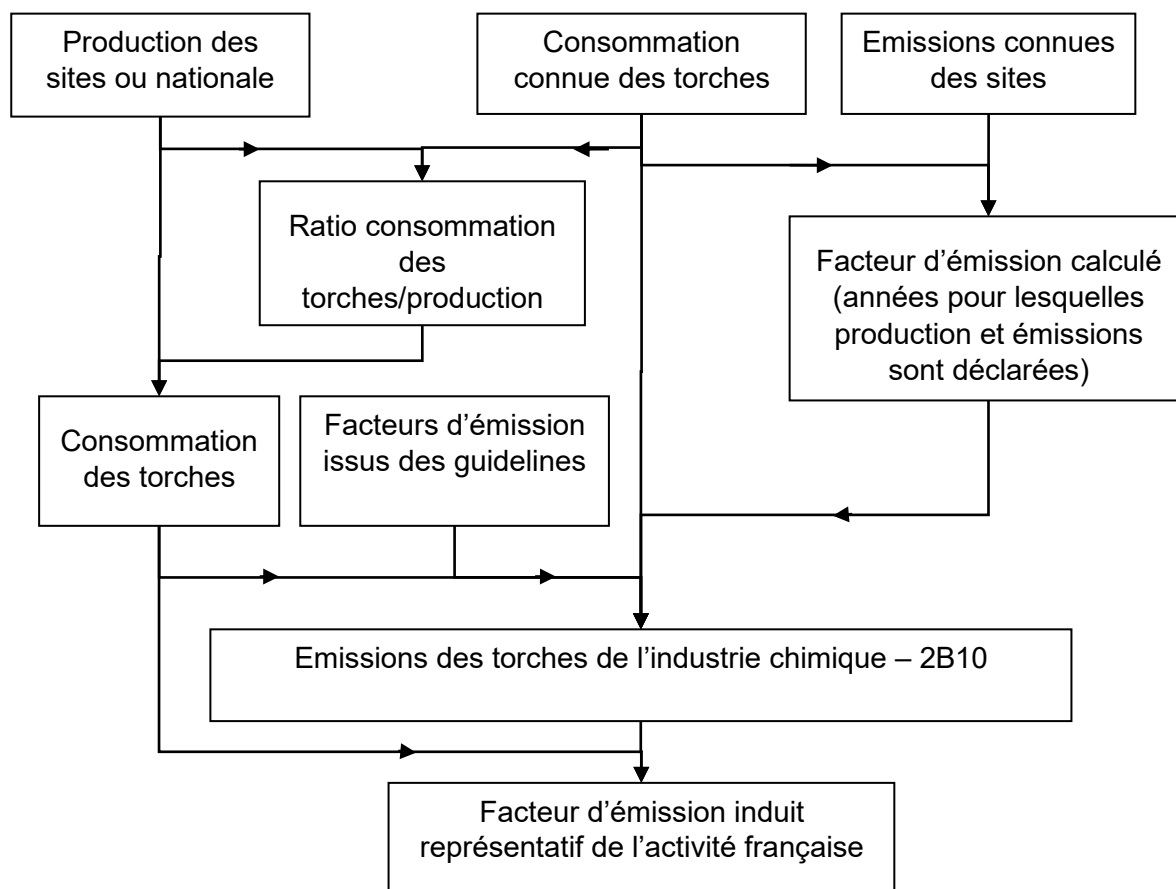 Production des
sites ou nationale
Consommation
connue des torches
Emissions connues
des sites
Ratio consommation
des
torches/production
Facteur d’émission calculé
(années pour lesquelles
production et émissions
sont déclarées)
Consommation
des torches
Facteurs d’émission
issus des guidelines
Emissions des torches de l’industrie chimique – 2B10
Facteur d’émission induit
représentatif de l’activité française